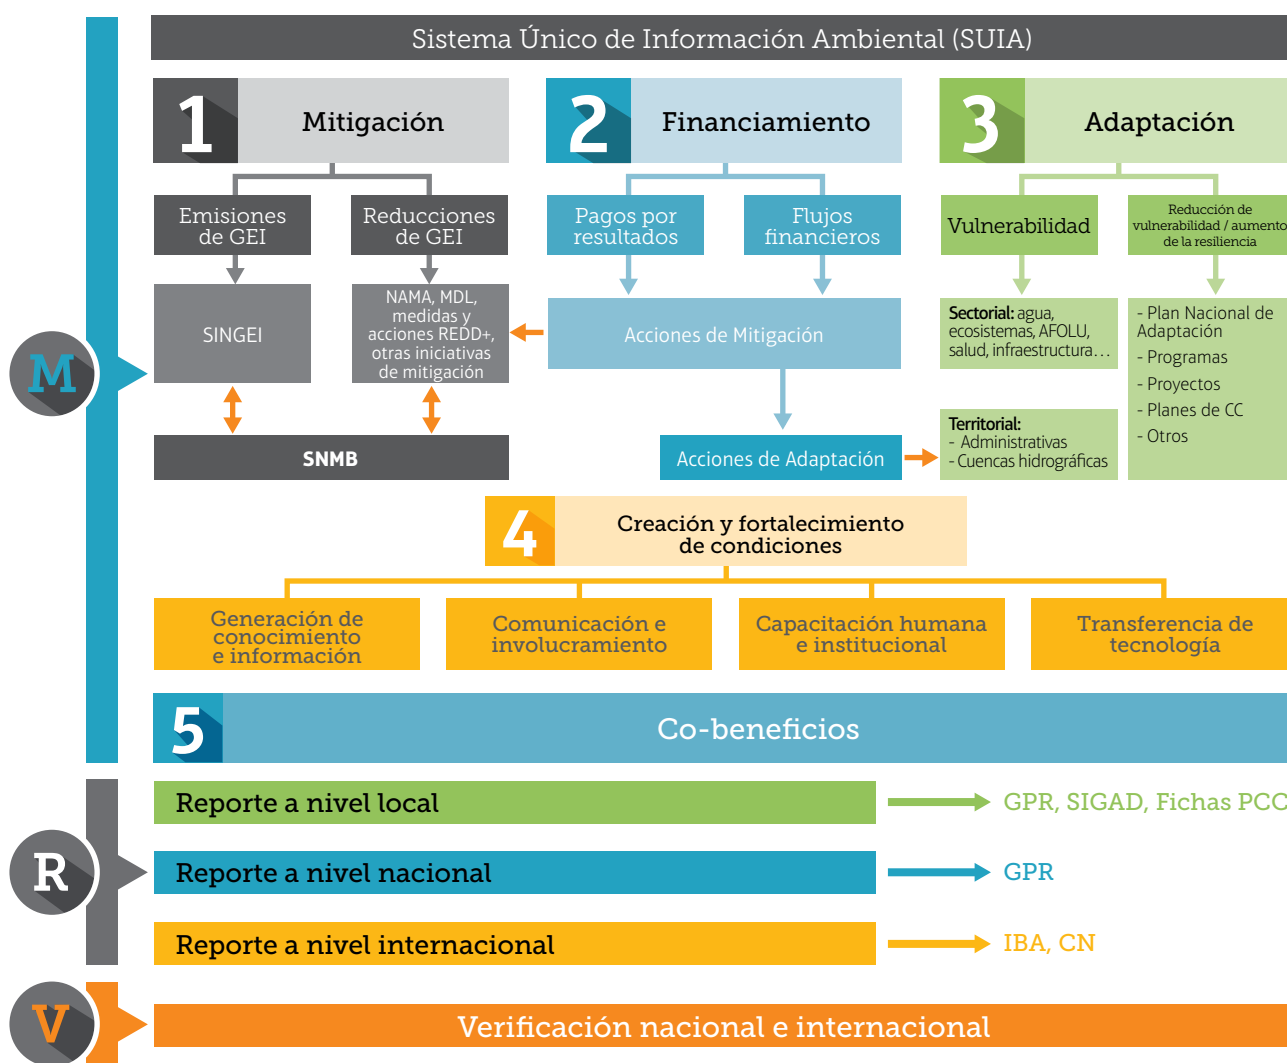 Sistema Único de Información Ambiental (SUIA)
1
Mitigación
2
Financiamiento
3
Adaptación
Emisiones
de GEI
Reducciones
de GEI
Pagos por
resultados
Flujos
financieros
Vulnerabilidad
Reducción de
vulnerabilidad / aumento
de la resiliencia
SINGEI
NAMA, MDL,
medidas y
acciones REDD+,
otras iniciativas
de mitigación
Acciones de Mitigación
Sectorial: agua,
ecosistemas, AFOLU,
salud, infraestructura...
- Plan Nacional de
Adaptación
- Programas
- Proyectos
- Planes de CC
- Otros
M
SNMB
Acciones de Adaptación
Territorial:
- Administrativas
- Cuencas hidrográficas
4
Creación y fortalecimiento
de condiciones
Generación de
conocimiento
e información
Comunicación e
involucramiento
Capacitación humana
e institucional
Transferencia de
tecnología
5
Co-beneficios
R
Reporte a nivel local
GPR, SIGAD, Fichas PCC
Reporte a nivel nacional
GPR
Reporte a nivel internacional
IBA, CN
V
Verificación nacional e internacional